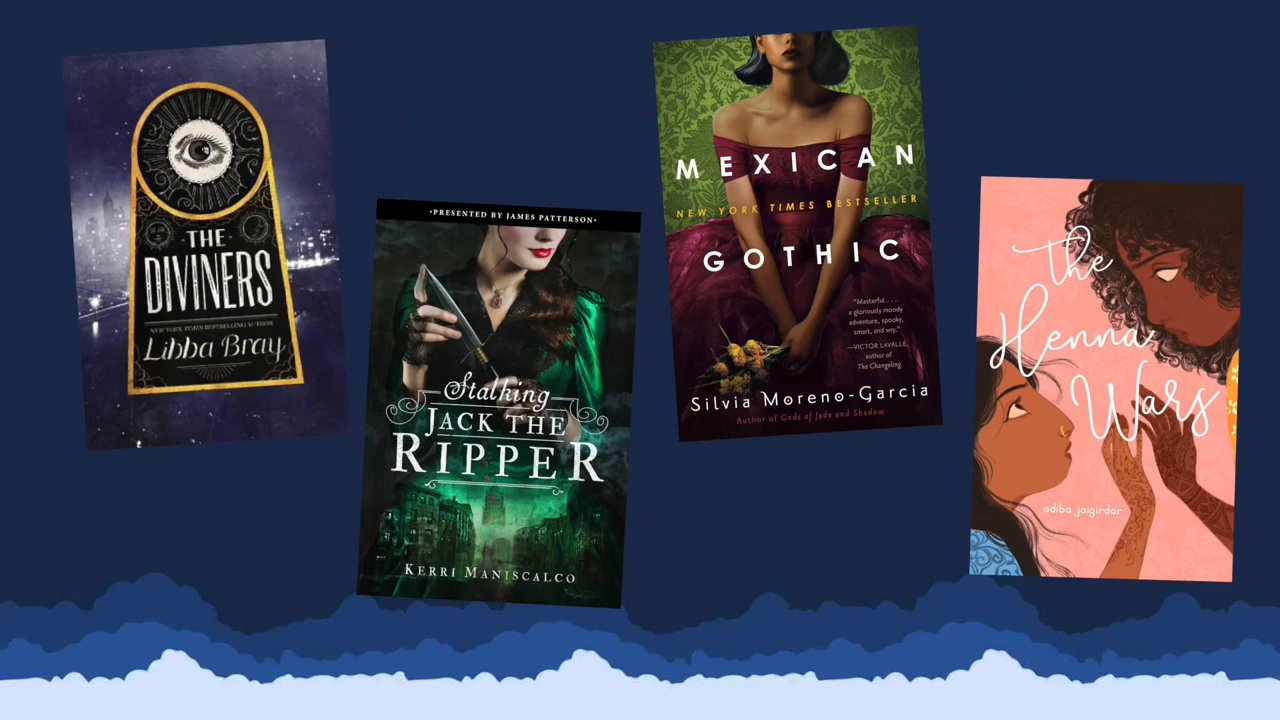 THE
DIVINERS
NEW YORK TIMES BESTSELLING AUTHOR
Libba Bray
•PRESENTED BY JAMES PATTERSON•
Stalking
JACK THE
RIPPER
KERRI MANISCALCO
MEXICAN
NEW YORK TIMES BESTSELLER
GOTHIC
"Masterful . . .
a gloriously moody
adventure, spooky,
smart, and wry."
—VICTOR LAVALLE,
author of
The Changeling
Silvia Moreno-Garcia
Author of Gods of Jade and Shadow
the
Henna
Wars
adiba jaigirdar